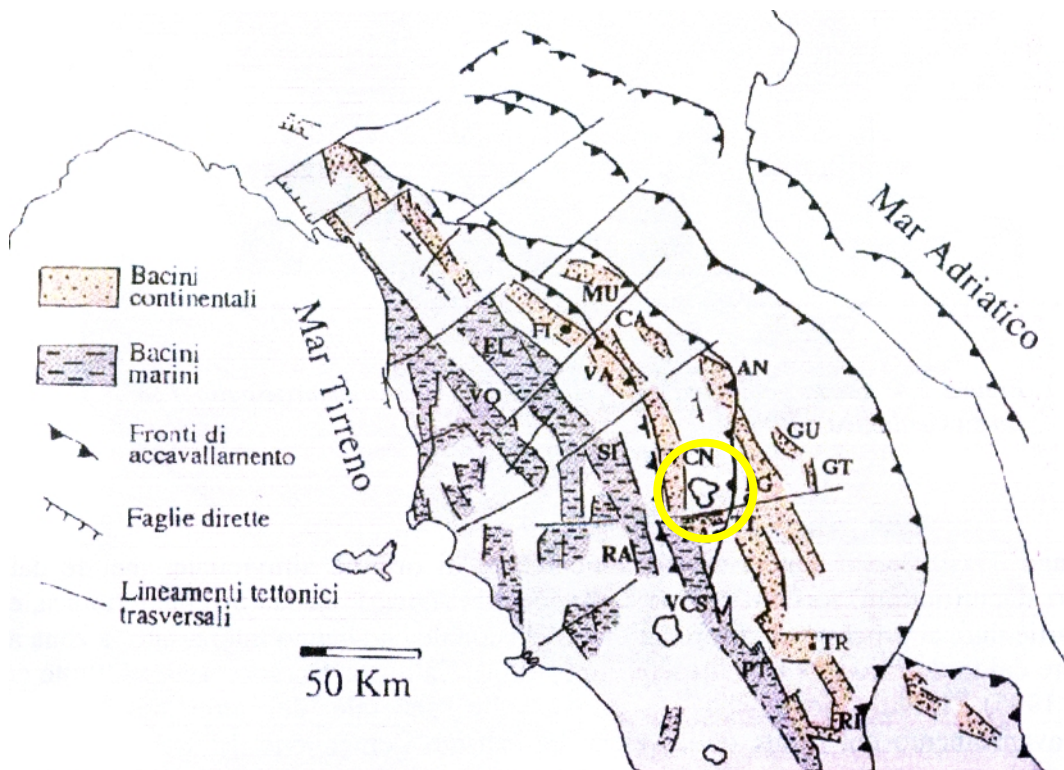 Mar Adriatico
Bacini
continentali
Bacini
marini
Fronti di
accavallamento
Faglie dirette
Lineamenti tettonici
trasversali
50 Km
Mar Tirreno
MU
FI
CA
EL
VA
AN
VO
GU
SI
CN
GT
RA
VCS
TR
PT
RI